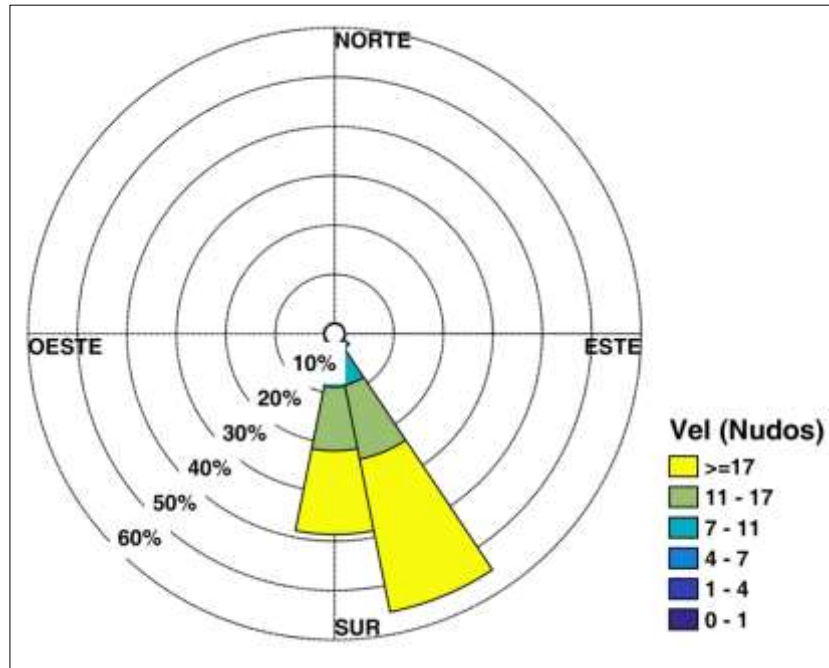 NORTE
OESTE
ESTE
10%
20%
30%
40%
50%
60%
SUR
Vel (Nudos)
>=17
11 - 17
7 - 11
4 - 7
1 - 4
0 - 1